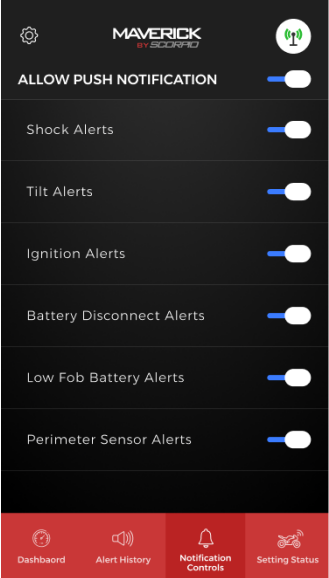 MAVERICK
BY SCORPIO
ALLOW PUSH NOTIFICATION
Shock Alerts
Tilt Alerts
Ignition Alerts
Battery Disconnect Alerts
Low Fob Battery Alerts
Perimeter Sensor Alerts
Dashbaord
Alert History
Notification
Controls
Setting Status